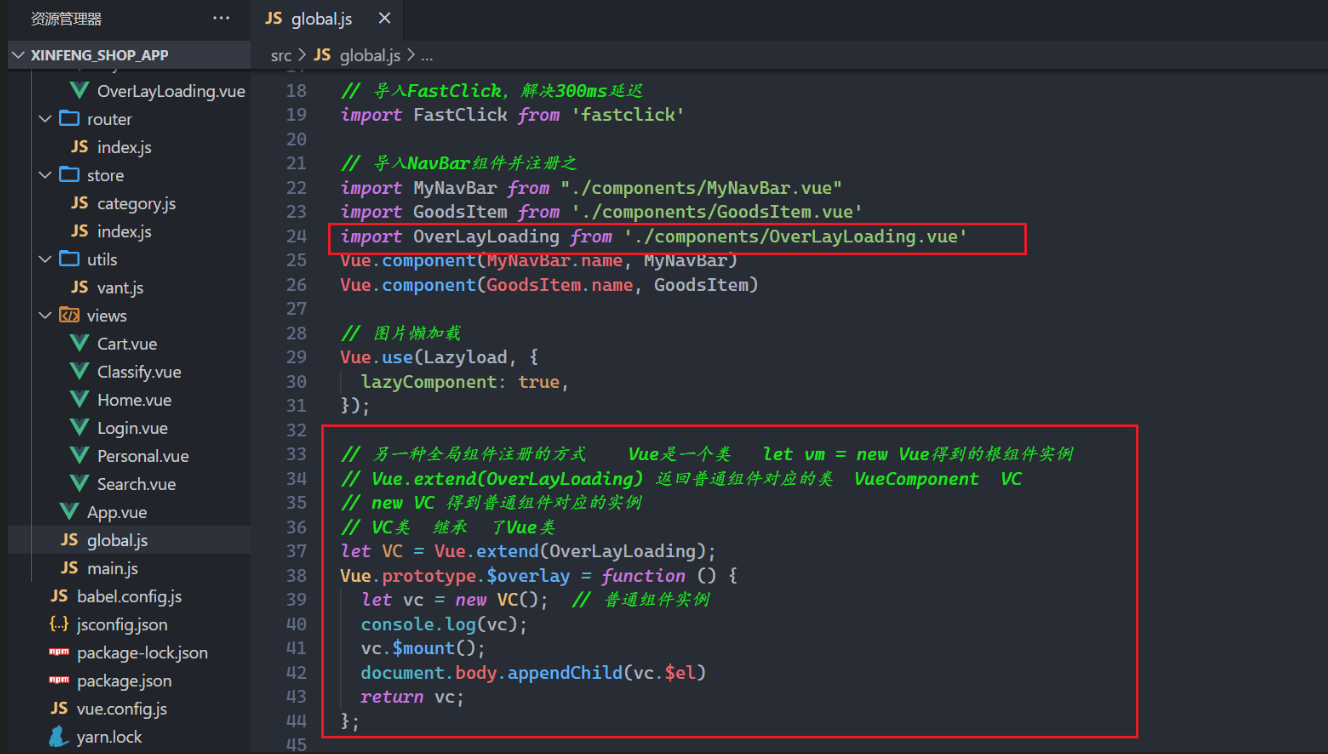 资源管理器 ···
XINFENG_SHOP_APP
OverLayLoading.vue
router
JS index.js
store
JS category.js
JS index.js
utils
JS vant.js
views
Cart.vue
Classify.vue
Home.vue
Login.vue
Personal.vue
Search.vue
App.vue
JS global.js
JS main.js
JS babel.config.js
{..} jsconfig.json
npm package-lock.json
npm package.json
JS vue.config.js
yarn.lock
JS global.js ×
src > JS global.js > ...
18 // 导入FastClick, 解决300ms延迟
19 import FastClick from 'fastclick'
20
21 // 导入NavBar组件并注册之
22 import MyNavBar from "./components/MyNavBar.vue"
23 import GoodsItem from './components/GoodsItem.vue'
24 import OverLayLoading from './components/OverLayLoading.vue'
25 Vue.component(MyNavBar.name, MyNavBar)
26 Vue.component(GoodsItem.name, GoodsItem)
27
28 // 图片懒加载
29 Vue.use(Lazyload, {
30 lazyComponent: true,
31 });
32
33 // 另一种全局组件注册的方式 Vue是一个类 let vm = new Vue得到的根组件实例
34 // Vue.extend(OverLayLoading) 返回普通组件对应的类 VueComponent VC
35 // new VC 得到普通组件对应的实例
36 // VC类 继承 了Vue类
37 let VC = Vue.extend(OverLayLoading);
38 Vue.prototype.$overlay = function () {
39 let vc = new VC(); // 普通组件实例
40 console.log(vc);
41 vc.$mount();
42 document.body.appendChild(vc.$el)
43 return vc;
44 };
45